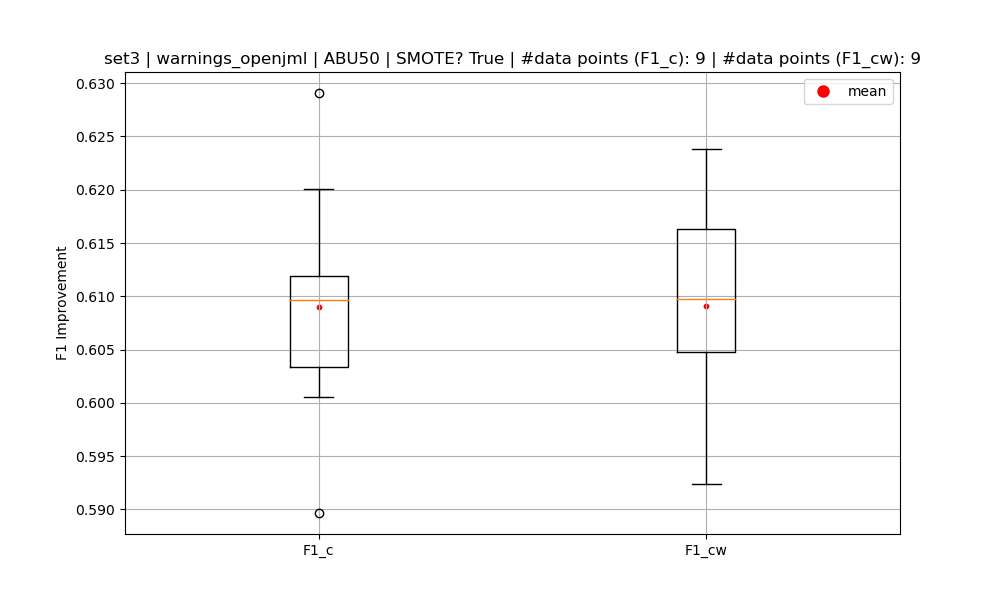 set3 | warnings_openjml | ABU50 | SMOTE? True | #data points (F1_c): 9 | #data points (F1_cw): 9
mean
F1 Improvement
0.630
0.625
0.620
0.615
0.610
0.605
0.600
0.595
0.590
F1_c
F1_cw